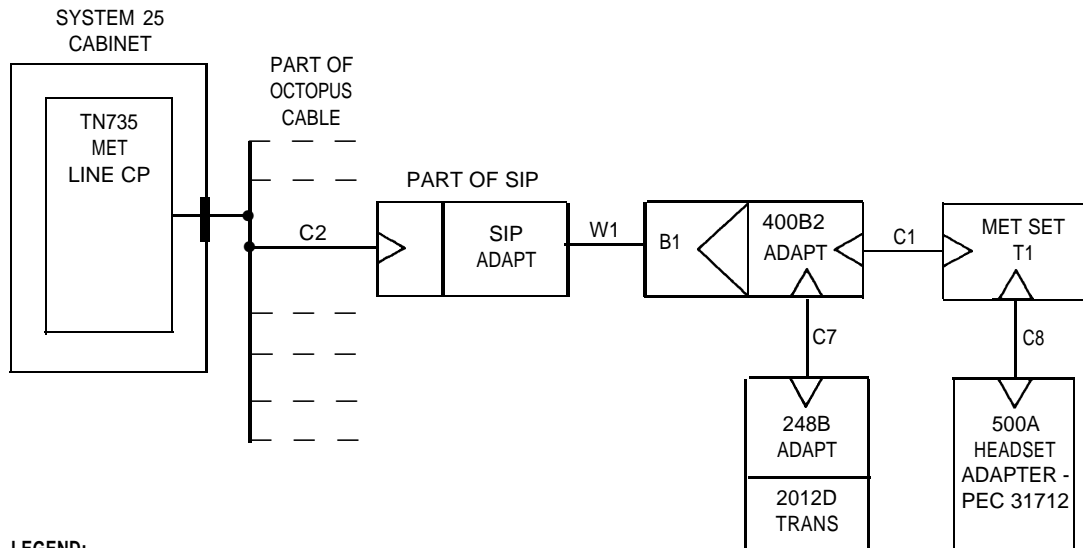 SYSTEM 25
CABINET
PART OF
OCTOPUS
CABLE
TN735
MET
LINE CP
PART OF SIP
C2
SIP
ADAPT
W1
B1
400B2
ADAPT
C1
MET SET
T1
C7
C8
248B
ADAPT
2012D
TRANS
500A
HEADSET
ADAPTER -
PEC 31712
LEGEND: